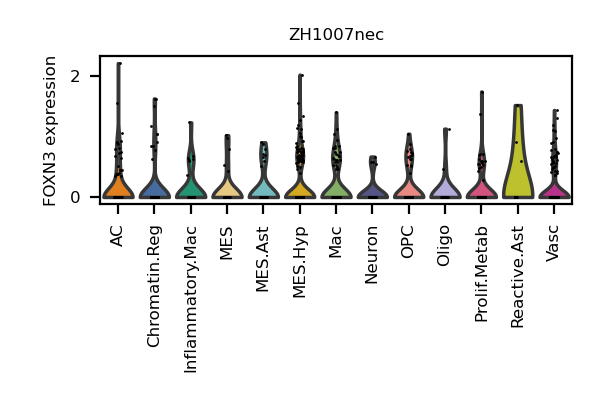 ZH1007nec
FOXN3 expression
2
0
AC
Chromatin.Reg
Inflammatory.Mac
MES
MES.Ast
MES.Hyp
Mac
Neuron
OPC
Oligo
Prolif.Metab
Reactive.Ast
Vasc